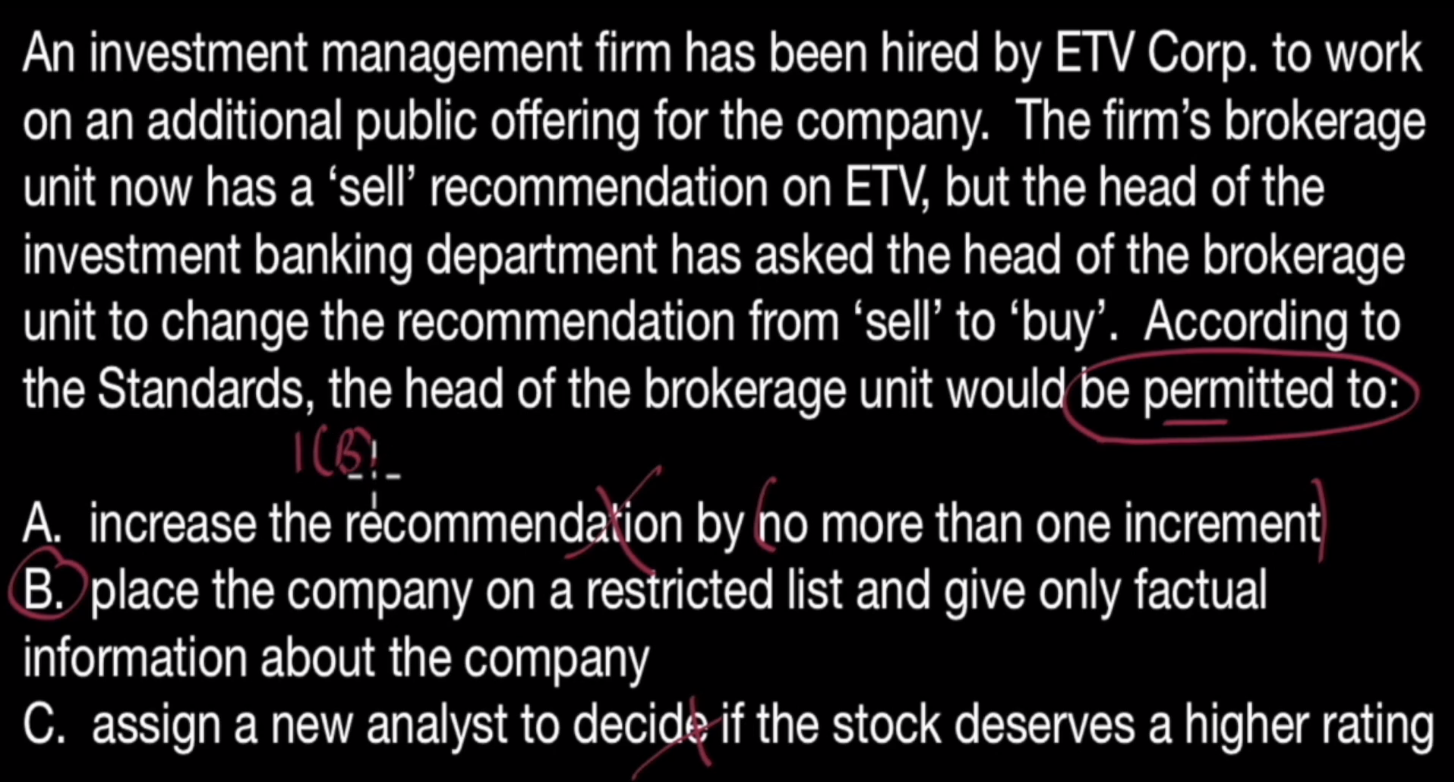 An investment management firm has been hired by ETV Corp. to work
on an additional public offering for the company. The firm’s brokerage
unit now has a ‘sell’ recommendation on ETV, but the head of the
investment banking department has asked the head of the brokerage
unit to change the recommendation from ‘sell’ to ‘buy’. According to
the Standards, the head of the brokerage unit would be permitted to:
1(B)
A. increase the recommendation by no more than one increment
B. place the company on a restricted list and give only factual
information about the company
C. assign a new analyst to decide if the stock deserves a higher rating